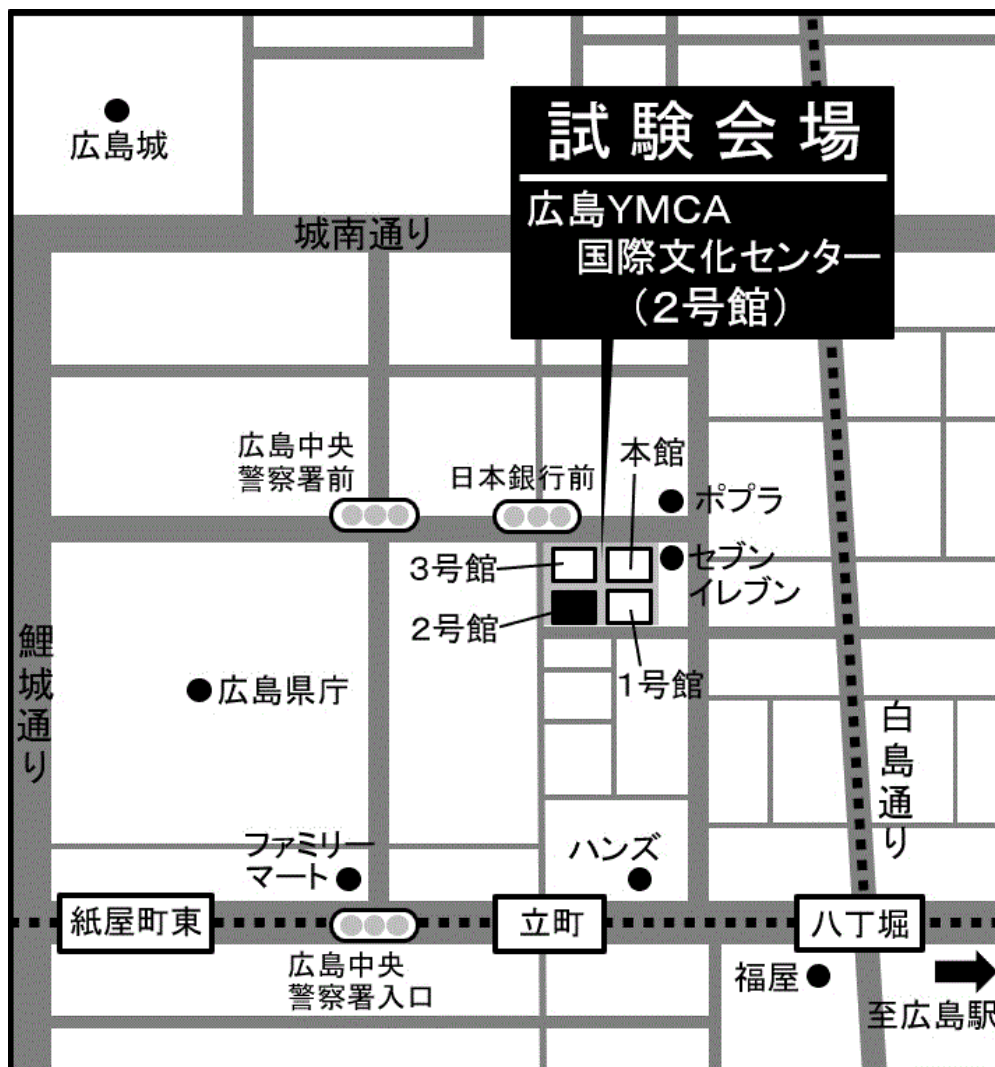 試験会場
広島YMCA
国際文化センター
（2号館）
広島城
城南通り
広島中央
警察署前
日本銀行前
本館
ポプラ
3号館
セブン
イレブン
2号館
1号館
鯉城通り
広島県庁
白島通り
ファミリー
マート
ハンズ
紙屋町東
立町
八丁堀
広島中央
警察署入口
福屋
至広島駅